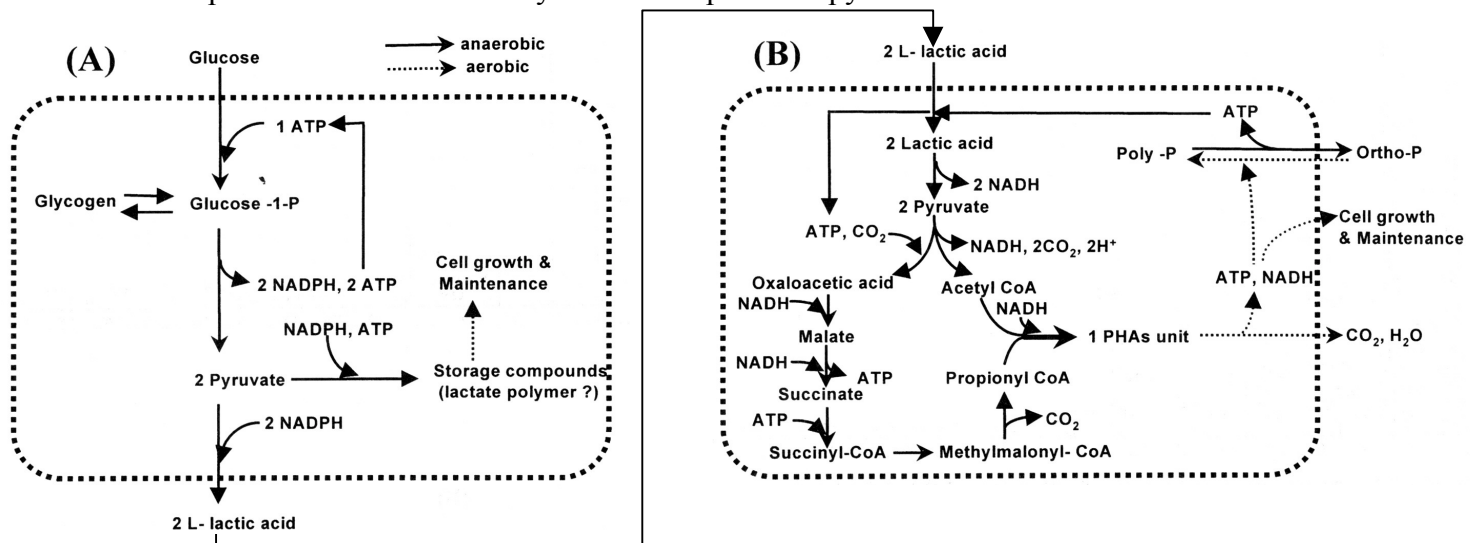 (A)
Glucose
anaerobic
aerobic
1 ATP
Glycogen
Glucose -1-P
2 NADPH, 2 ATP
Cell growth &
Maintenance
NADPH, ATP
2 Pyruvate
Storage compounds
(lactate polymer ?)
2 NADPH
2 L- lactic acid
(B)
2 L- lactic acid
ATP
2 Lactic acid
Poly -P
Ortho-P
2 NADH
2 Pyruvate
ATP, CO₂
NADH, 2CO₂, 2H⁺
Cell growth
& Maintenance
Oxaloacetic acid
Acetyl CoA
ATP, NADH
NADH
NADH
Malate
1 PHAs unit
CO₂, H₂O
NADH
ATP
Propionyl CoA
Succinate
ATP
CO₂
Succinyl-CoA
Methylmalonyl- CoA